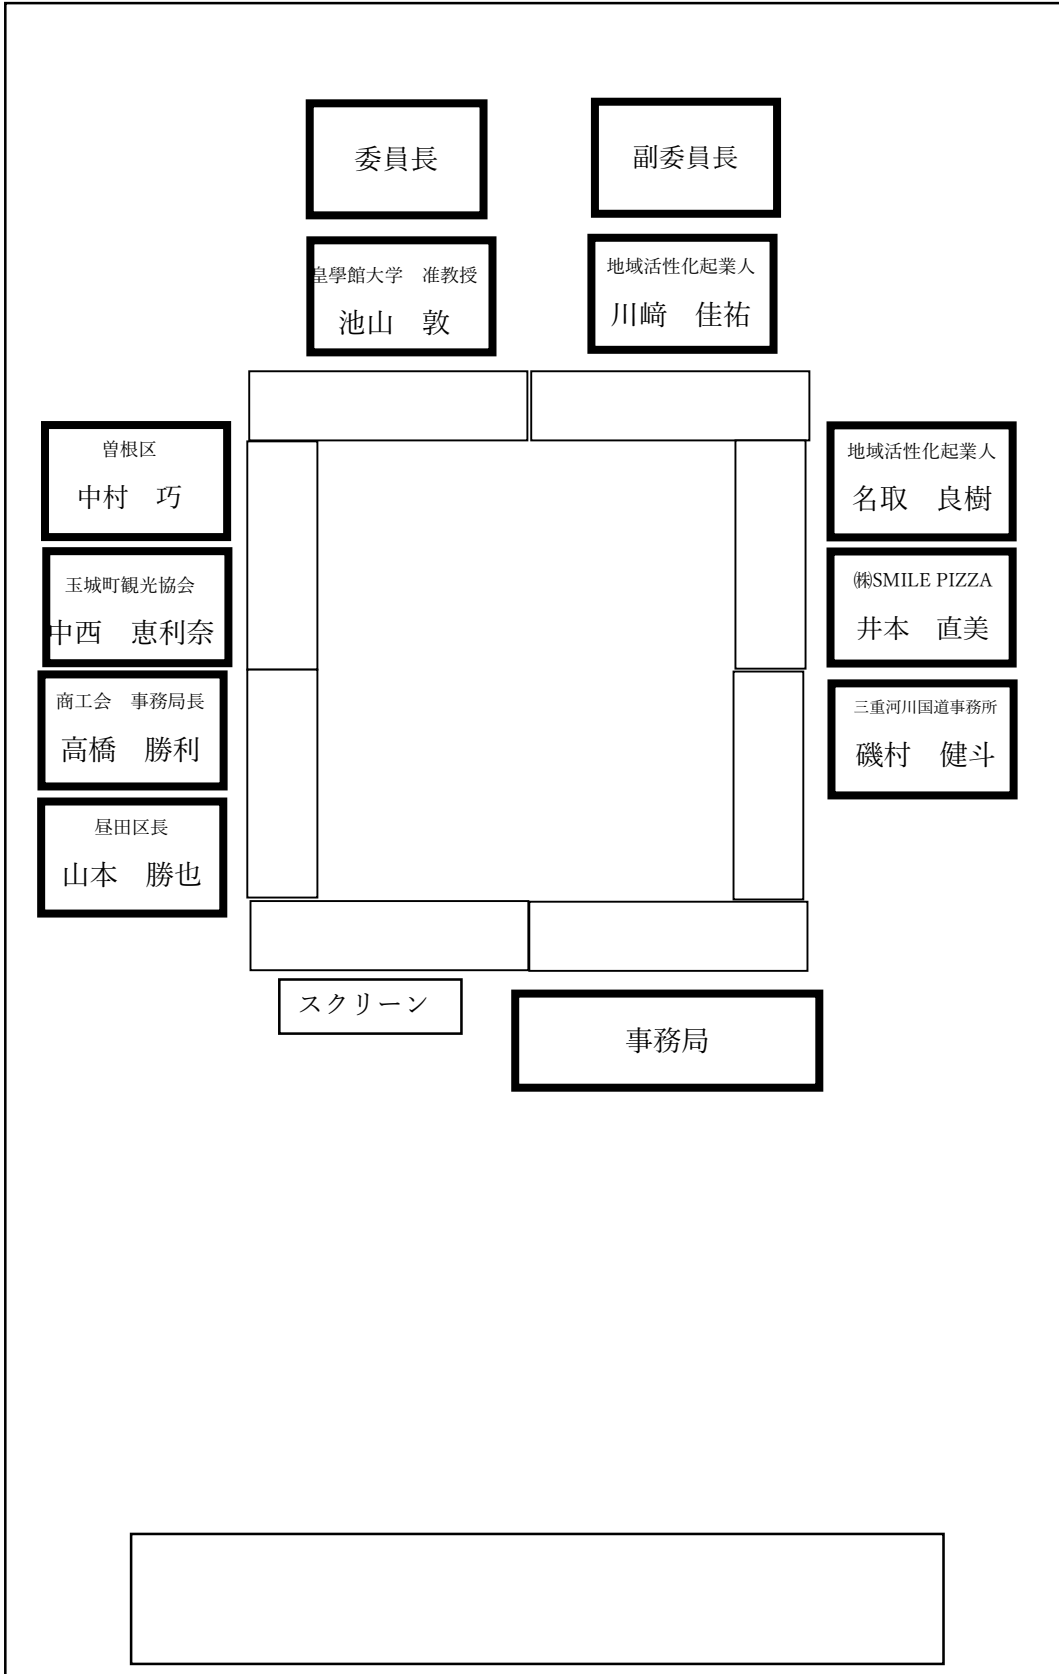 委員長
副委員長
皇學館大学　准教授
池山　敦
地域活性化起業人
川﨑　佳祐
曽根区
中村　巧
玉城町観光協会
中西　恵利奈
商工会　事務局長
高橋　勝利
昼田区長
山本　勝也
地域活性化起業人
名取　良樹
㈱SMILE PIZZA
井本　直美
三重河川国道事務所
磯村　健斗
スクリーン
事務局